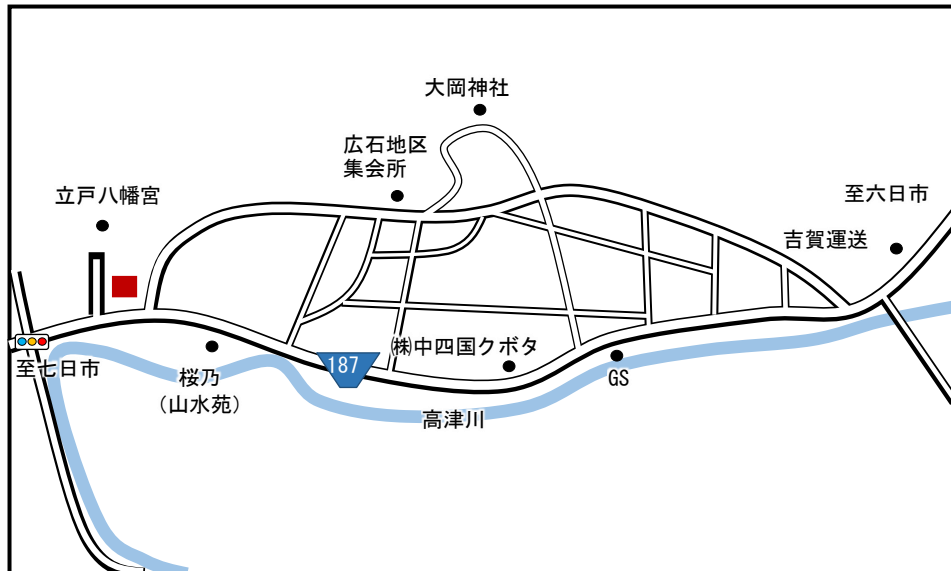 大岡神社
広石地区
集会所
立戸八幡宮
至六日市
吉賀運送
㈱中四国クボタ
187
至七日市
桜乃
（山水苑）
GS
高津川